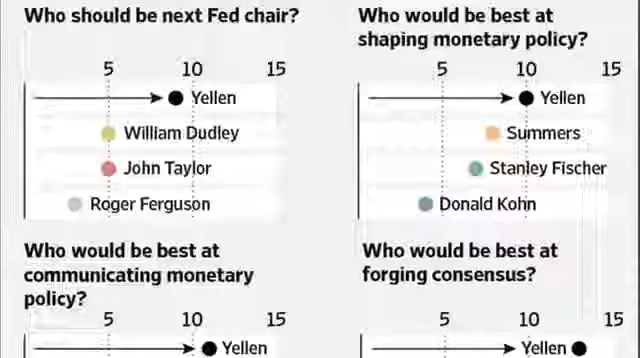 Who should be next Fed chair?
5 10 15
Yellen
William Dudley
John Taylor
Roger Ferguson
Who would be best at
shaping monetary policy?
5 10 15
Yellen
Summers
Stanley Fischer
Donald Kohn
Who would be best at
communicating monetary
policy?
5 10 15
Yellen
Who would be best at
forging consensus?
5 10 15
Yellen